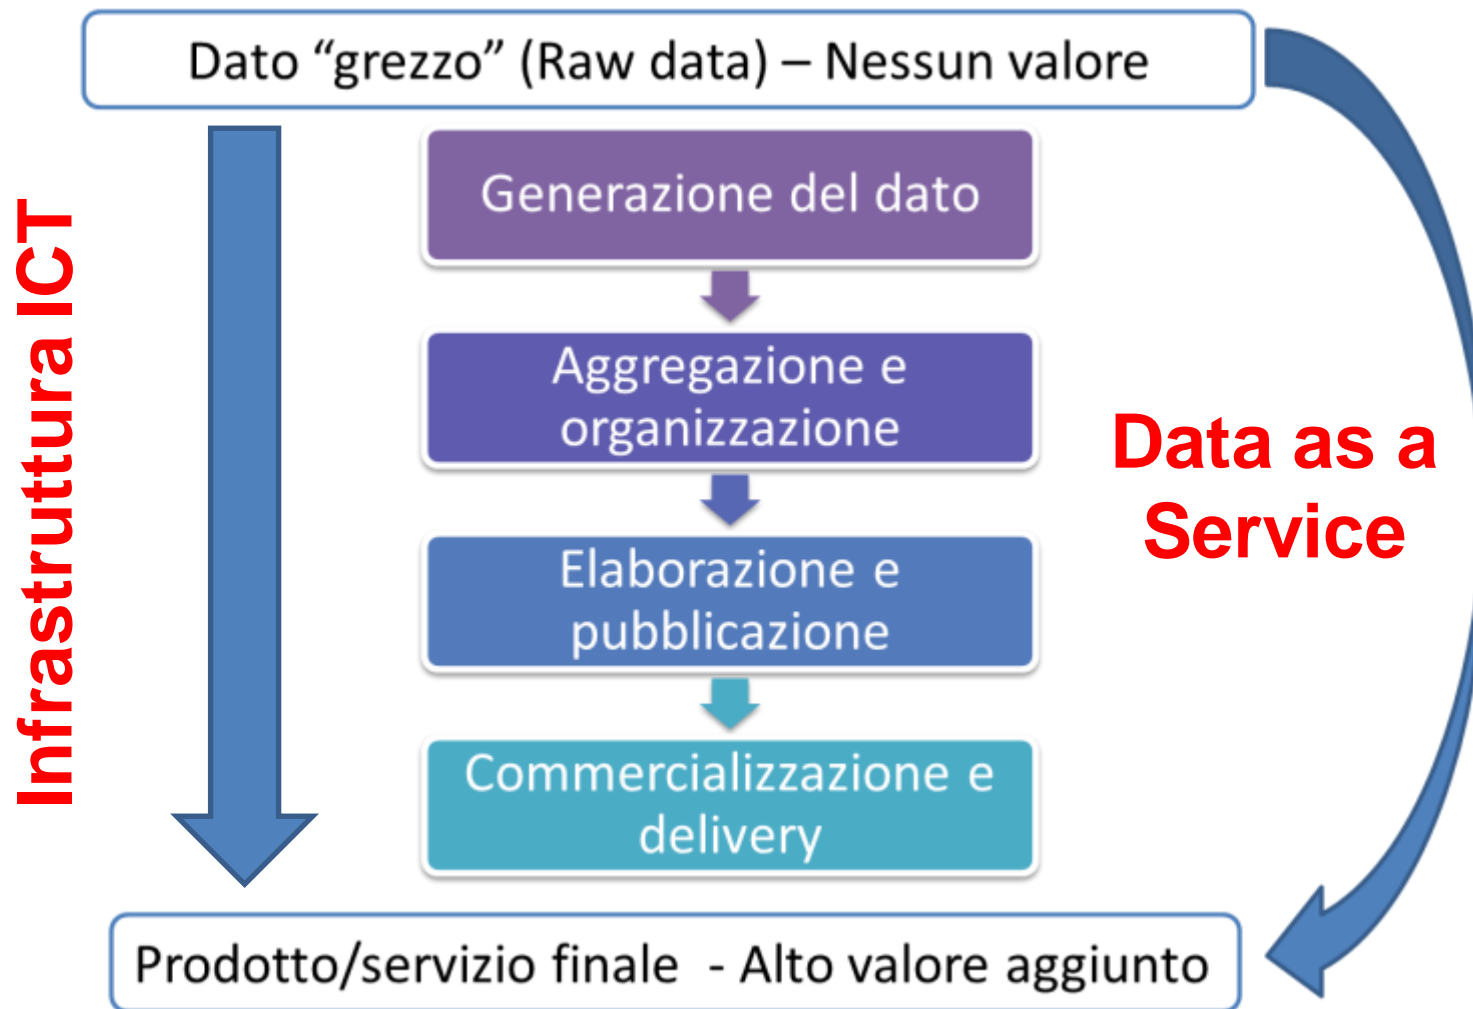 Dato “grezzo” (Raw data) – Nessun valore
Infrastruttura ICT
Generazione del dato
Aggregazione e
organizzazione
Elaborazione e
pubblicazione
Commercializzazione e
delivery
Data as a
Service
Prodotto/servizio finale - Alto valore aggiunto